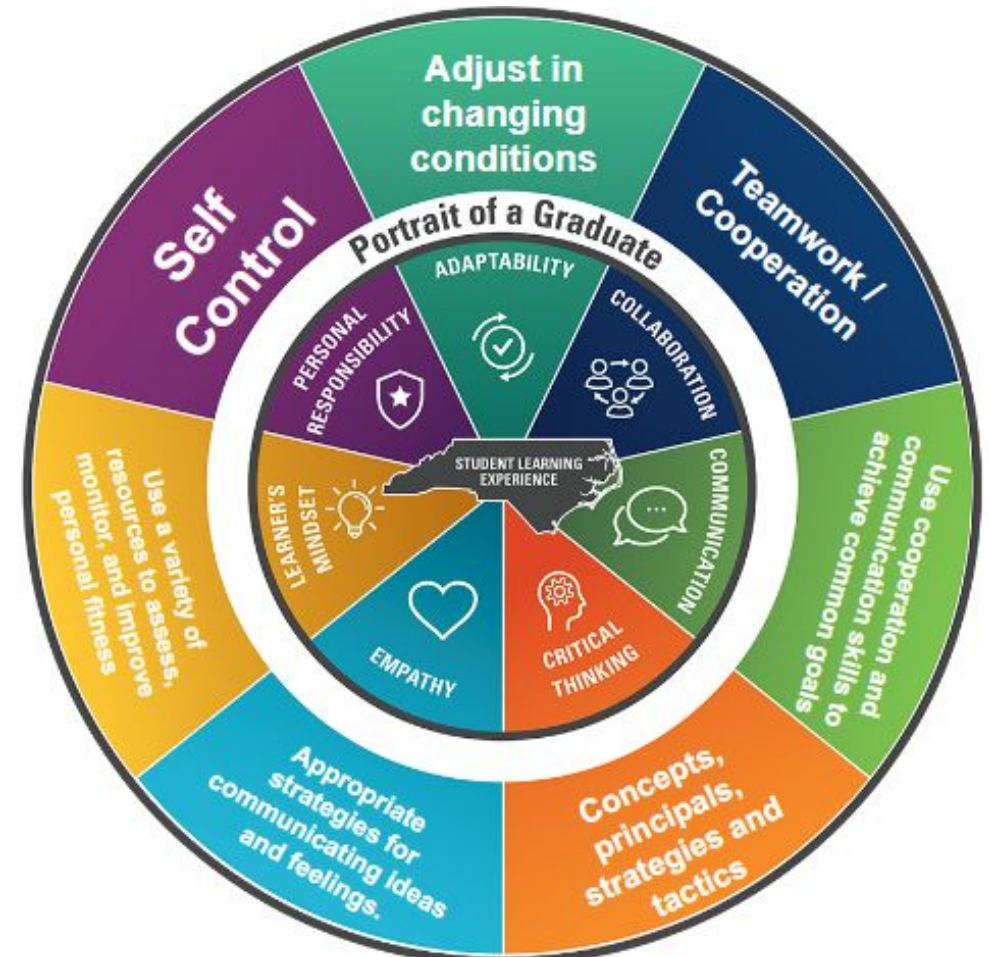 Adjust in
changing
conditions
Teamwork /
Cooperation
Use cooperation and
communication skills to
achieve common goals
Concepts,
principals,
strategies and
tactics
Appropriate
strategies for
communicating ideas
and feelings.
Use a variety of
resources to assess,
monitor, and improve
personal fitness
Self
Control
Portrait of a Graduate
ADAPTABILITY
COLLABORATION
COMMUNICATION
CRITICAL
THINKING
EMPATHY
LEARNER'S
MINDSET
PERSONAL
RESPONSIBILITY
STUDENT LEARNING
EXPERIENCE